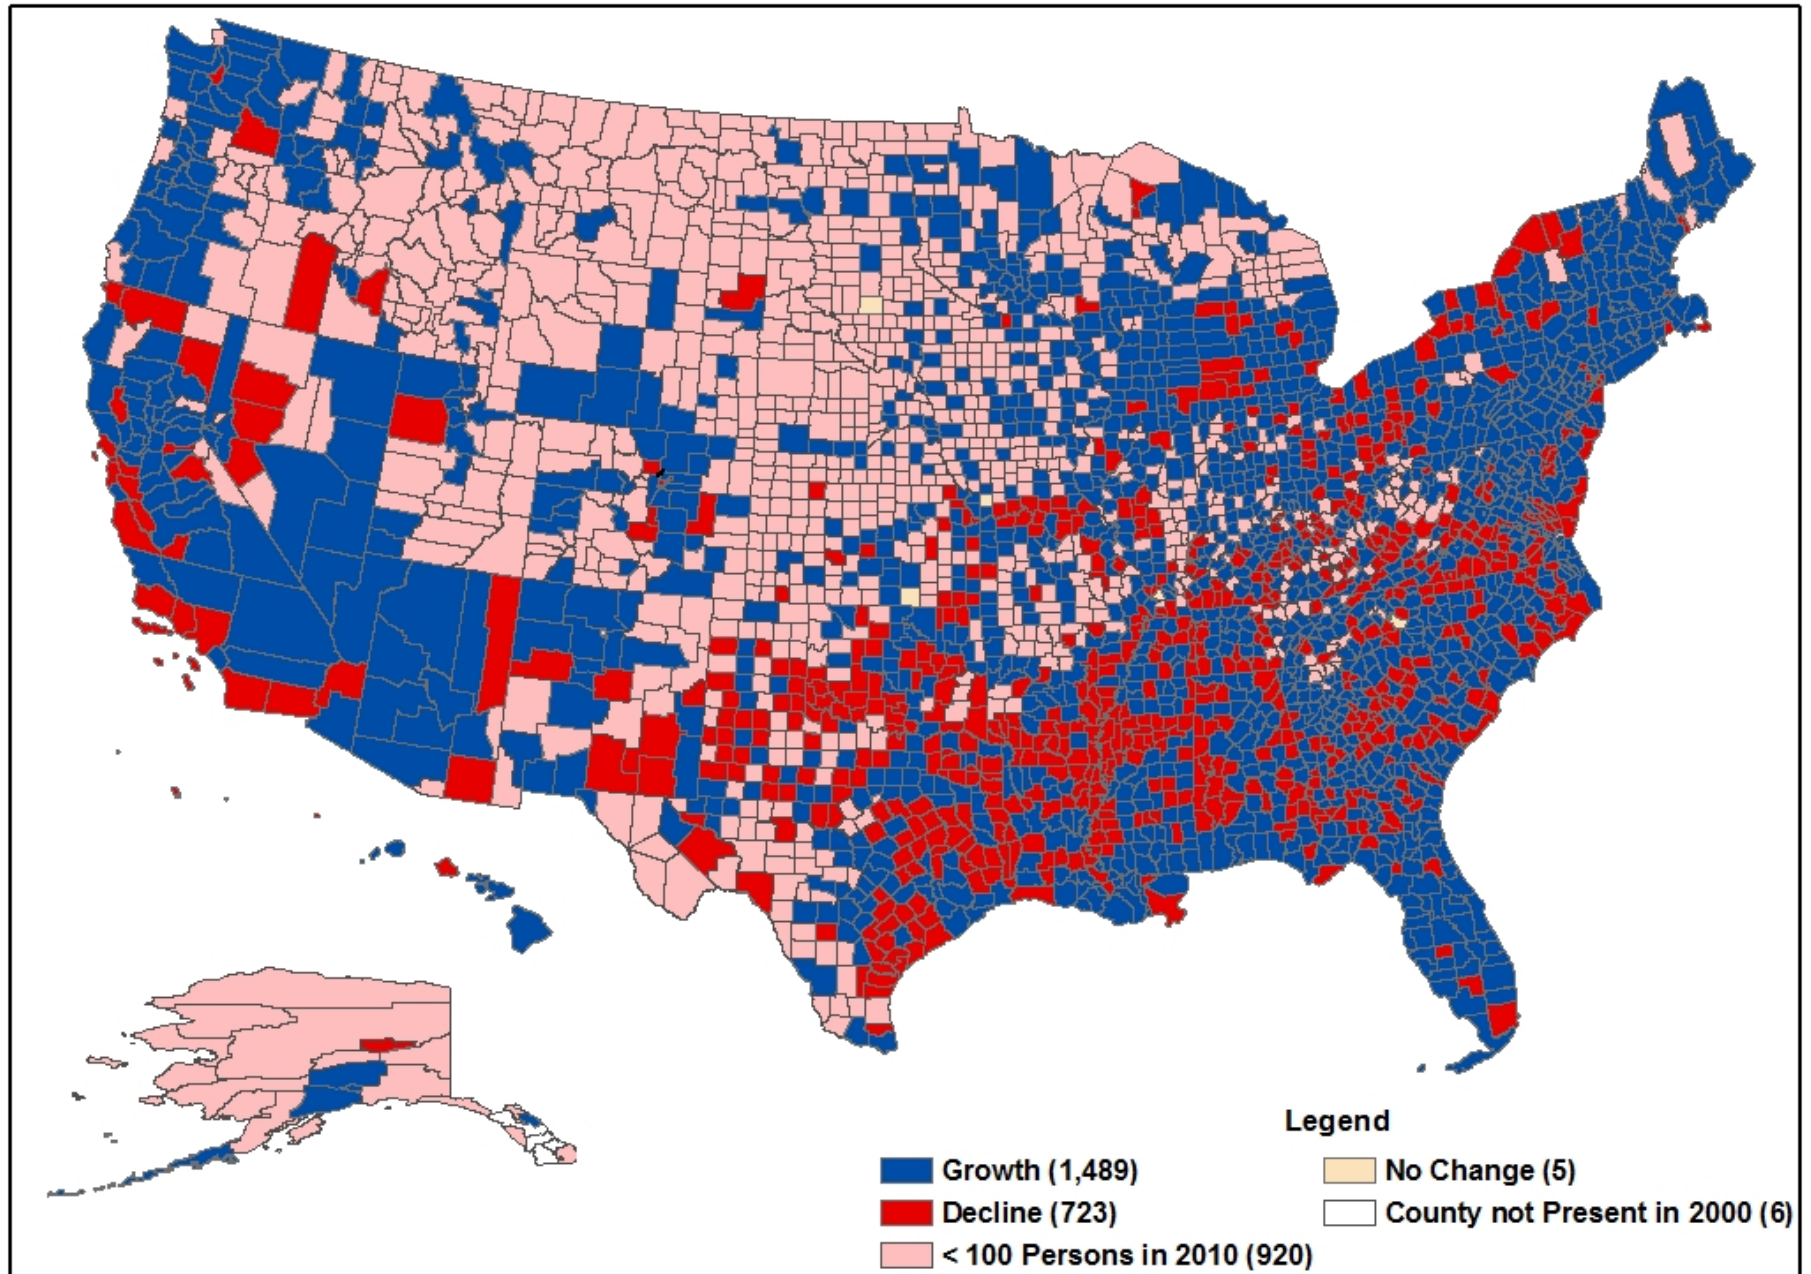 Legend
Growth (1,489)
No Change (5)
Decline (723)
County not Present in 2000 (6)
< 100 Persons in 2010 (920)